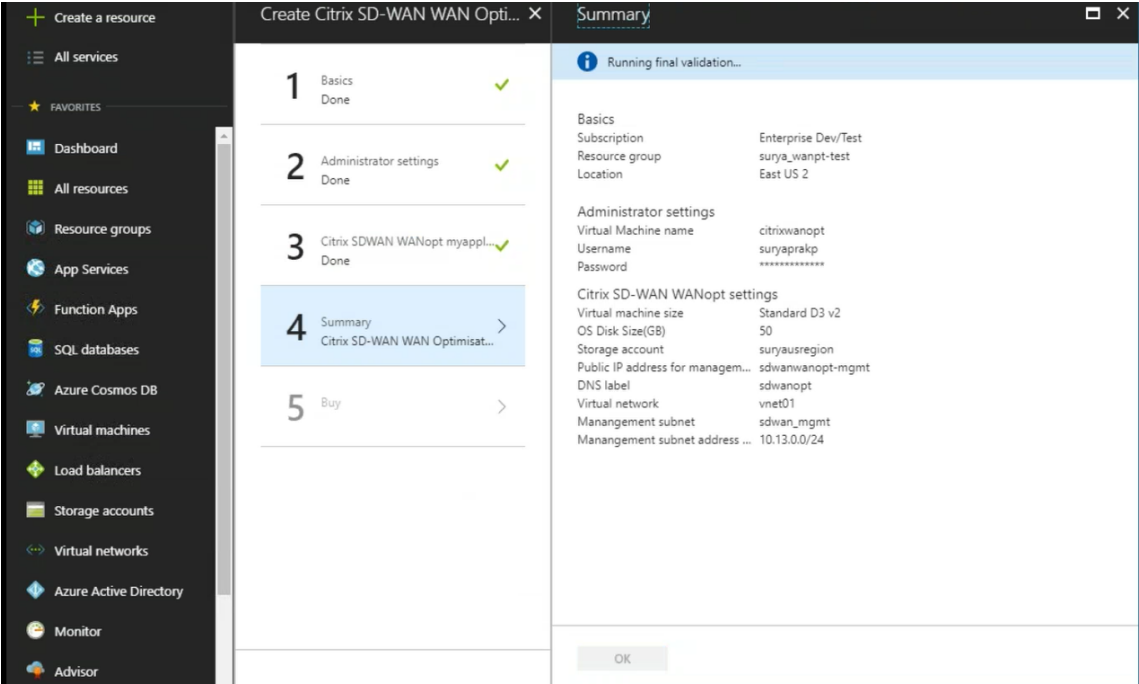 Create a resource
All services
FAVORITES
Dashboard
All resources
Resource groups
App Services
Function Apps
SQL databases
Azure Cosmos DB
Virtual machines
Load balancers
Storage accounts
Virtual networks
Azure Active Directory
Monitor
Advisor
Create Citrix SD-WAN WAN Opti...
1
Basics
Done
2
Administrator settings
Done
3
Citrix SDWAN WANopt myappl...
Done
4
Summary
Citrix SD-WAN WAN Optimisat...
5
Buy
Summary
Running final validation...
Basics
Subscription Enterprise Dev/Test
Resource group surya_wanpt-test
Location East US 2
Administrator settings
Virtual Machine name citrixwanopt
Username suryaprakp
Password *************
Citrix SD-WAN WANopt settings
Virtual machine size Standard D3 v2
OS Disk Size(GB) 50
Storage account suryausregion
Public IP address for managem... sdwanwanopt-mgmt
DNS label sdwanopt
Virtual network vnet01
Manangement subnet sdwan_mgmt
Manangement subnet address ... 10.13.0.0/24
OK